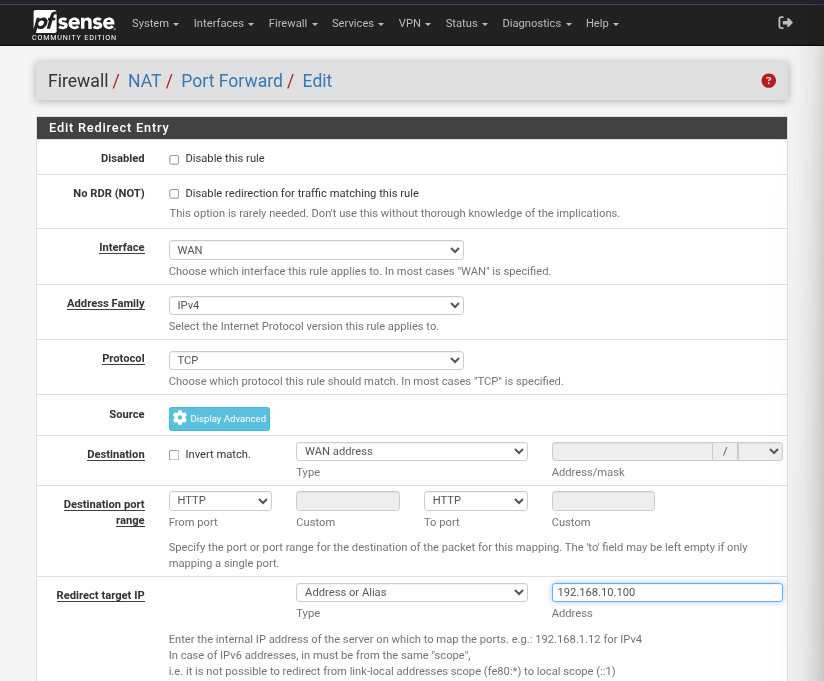 pfsense
COMMUNITY EDITION
System Interfaces Firewall Services VPN Status Diagnostics Help
Firewall / NAT / Port Forward / Edit
?
Edit Redirect Entry
Disabled Disable this rule
No RDR (NOT) Disable redirection for traffic matching this rule
This option is rarely needed. Don't use this without thorough knowledge of the implications.
Interface WAN
Choose which interface this rule applies to. In most cases "WAN" is specified.
Address Family IPv4
Select the Internet Protocol version this rule applies to.
Protocol TCP
Choose which protocol this rule should match. In most cases "TCP" is specified.
Source Display Advanced
Destination Invert match. WAN address /
Type Address/mask
Destination port range HTTP HTTP
From port Custom To port Custom
Specify the port or port range for the destination of the packet for this mapping. The 'to' field may be left empty if only
mapping a single port.
Redirect target IP Address or Alias 192.168.10.100
Type Address
Enter the internal IP address of the server on which to map the ports. e.g.: 192.168.1.12 for IPv4
In case of IPv6 addresses, in must be from the same "scope",
i.e. it is not possible to redirect from link-local addresses scope (fe80:*) to local scope (::1)